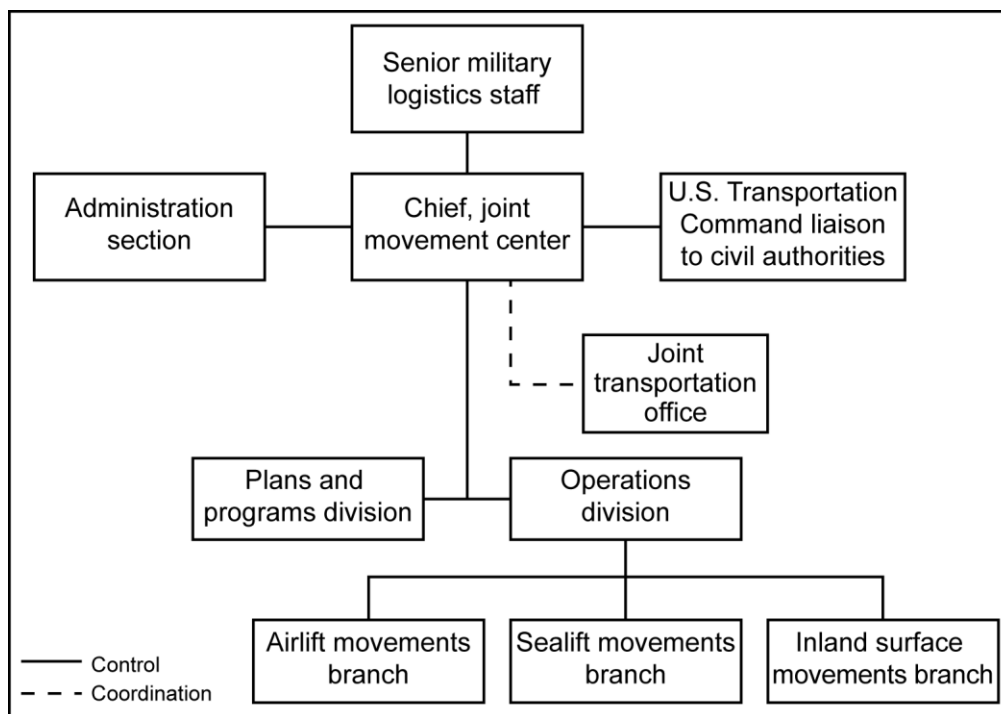 Senior military
logistics staff
Administration
section
Chief, joint
movement center
U.S. Transportation
Command liaison
to civil authorities
Joint
transportation
office
Plans and
programs division
Operations
division
Airlift movements
branch
Sealift movements
branch
Inland surface
movements branch
Control
Coordination